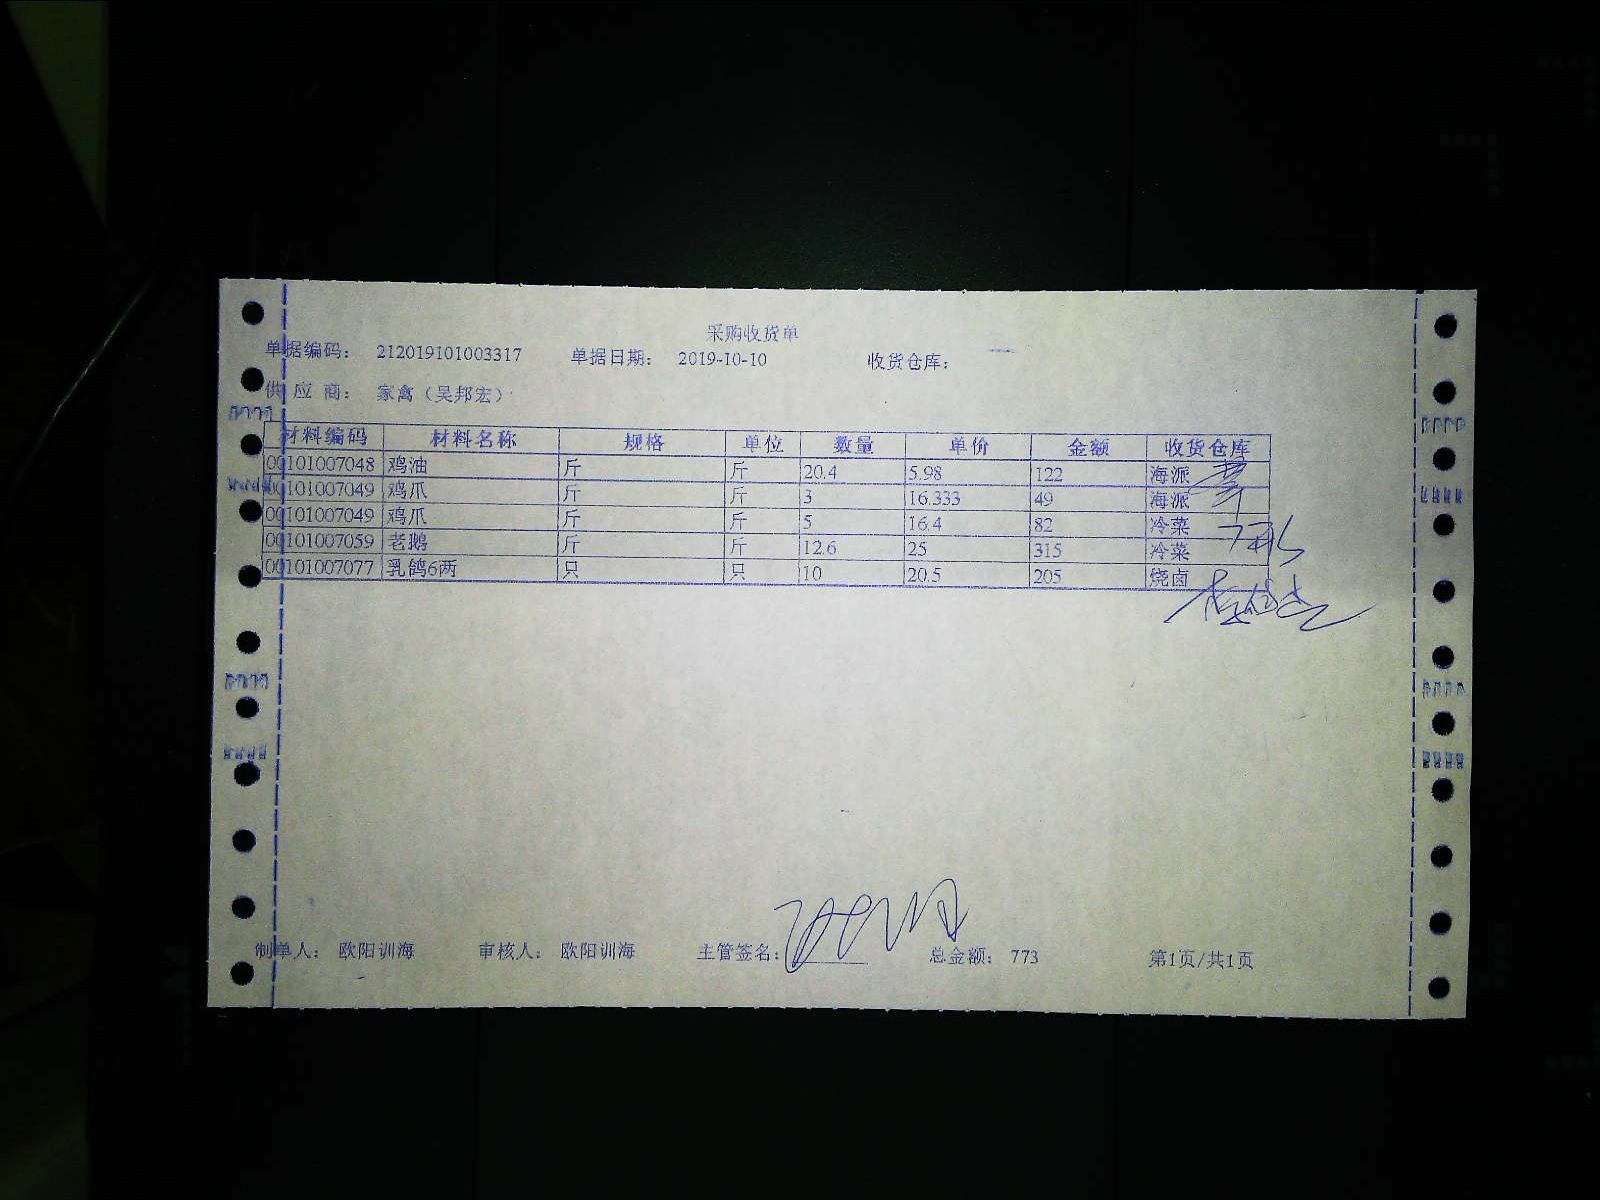 采购收货单
单据编码： 212019101003317 单据日期： 2019-10-10 收货仓库：
供 应 商： 家禽（吴邦宏）
材料编码 材料名称 规格 单位 数量 单价 金额 收货仓库
00101007048 鸡油 斤 斤 20.4 5.98 122 海派
00101007049 鸡爪 斤 斤 3 16.333 49 海派
00101007049 鸡爪 斤 斤 5 16.4 82 冷菜
00101007059 老鹅 斤 斤 12.6 25 315 冷菜
00101007077 乳鸽6两 只 只 10 20.5 205 烧卤
制单人： 欧阳训海 审核人： 欧阳训海 主管签名： 总金额： 773 第1页/共1页